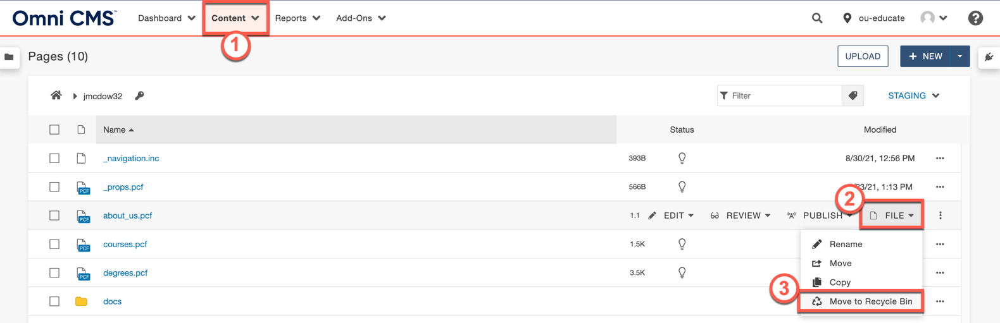 Omni CMS™ Dashboard Content Reports Add-Ons ou-educate ?
1
Pages (10) UPLOAD + NEW
jmcdow32 Filter STAGING
Name Status Modified
_navigation.inc 393B 8/30/21, 12:56 PM
PCF _props.pcf 566B /23/21, 1:13 PM
2
PCF about_us.pcf 1.1 EDIT REVIEW PUBLISH FILE
PCF courses.pcf 1.5K Rename
Move
PCF degrees.pcf 3.5K
Copy
3
docs Move to Recycle Bin